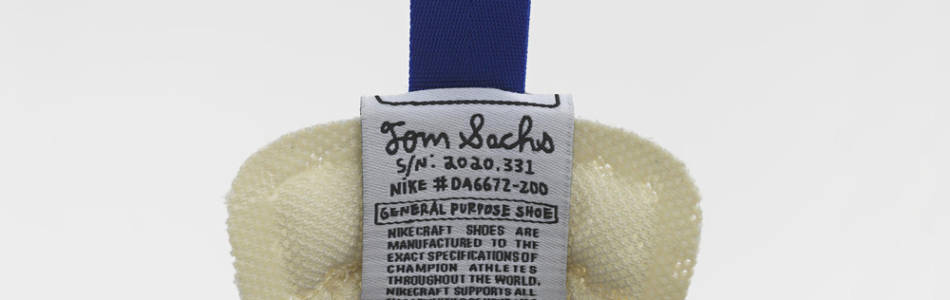 Tom Sachs
S/N: 2020.331
NIKE #DA6672-200
GENERAL PURPOSE SHOE
NIKECRAFT SHOES ARE
MANUFACTURED TO THE
EXACT SPECIFICATIONS OF
CHAMPION ATHLETES
THROUGHOUT THE WORLD.
NIKECRAFT SUPPORTS ALL